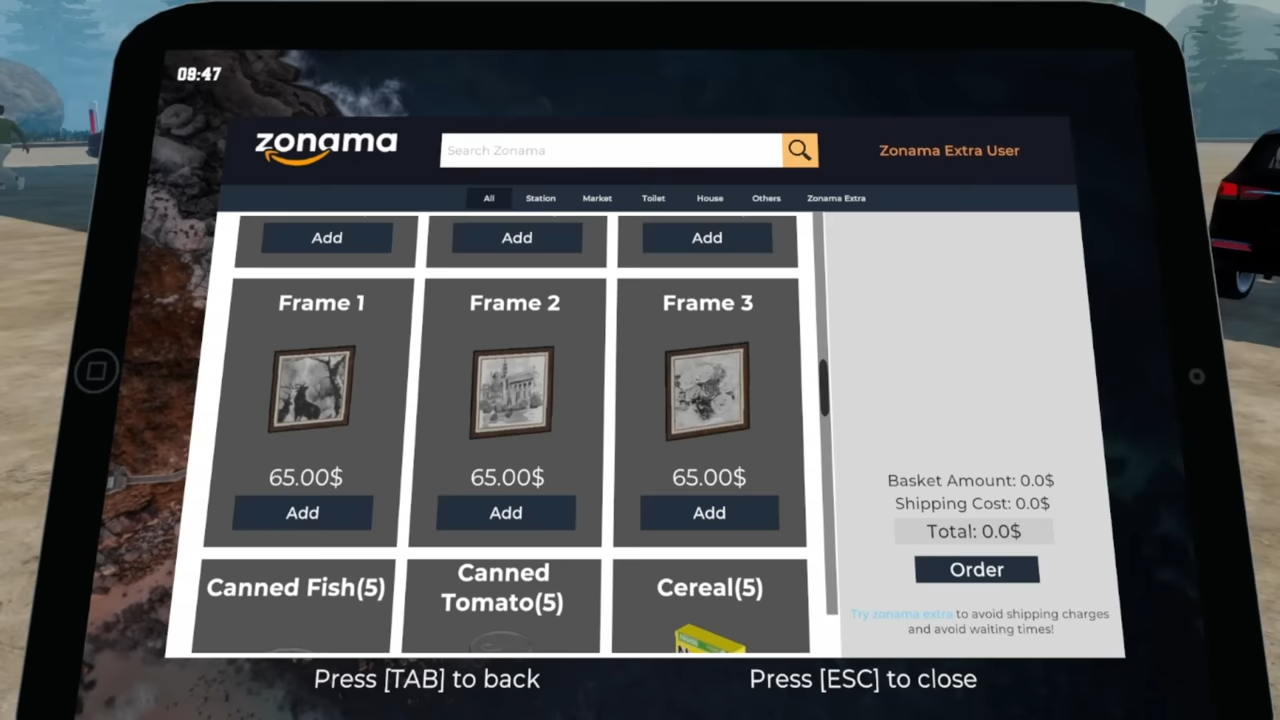 09:47
zonama
Search Zonama
Zonama Extra User
All Station Market Toilet House Others Zonama Extra
Add Add Add
Frame 1 Frame 2 Frame 3
65.00$ 65.00$ 65.00$
Add Add Add
Canned Fish(5) Canned Tomato(5) Cereal(5)
Basket Amount: 0.0$
Shipping Cost: 0.0$
Total: 0.0$
Order
Try zonama extra to avoid shipping charges
and avoid waiting times!
Press [TAB] to back Press [ESC] to close